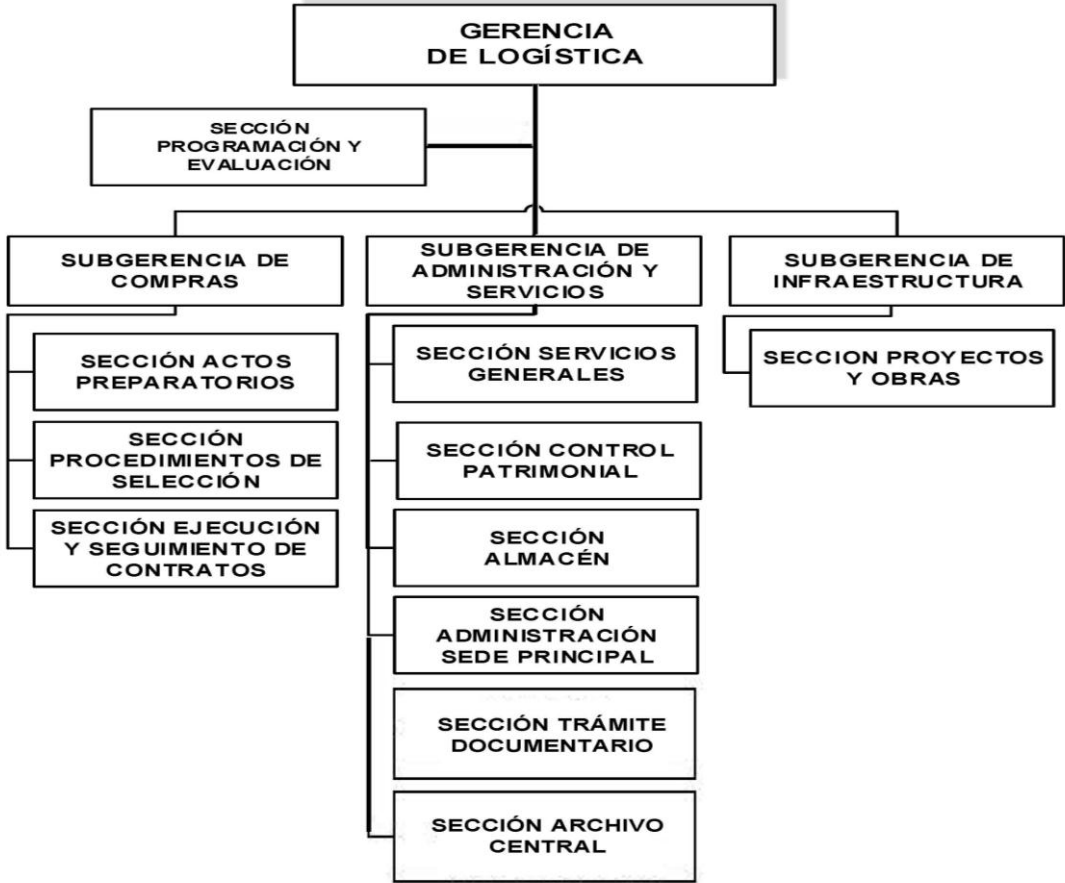 GERENCIA
DE LOGÍSTICA
SECCIÓN
PROGRAMACIÓN Y
EVALUACIÓN
SUBGERENCIA DE
COMPRAS
SECCIÓN ACTOS
PREPARATORIOS
SECCIÓN
PROCEDIMIENTOS DE
SELECCIÓN
SECCIÓN EJECUCIÓN
Y SEGUIMIENTO DE
CONTRATOS
SUBGERENCIA DE
ADMINISTRACIÓN Y
SERVICIOS
SECCIÓN SERVICIOS
GENERALES
SECCIÓN CONTROL
PATRIMONIAL
SECCIÓN
ALMACÉN
SECCIÓN
ADMINISTRACIÓN
SEDE PRINCIPAL
SECCIÓN TRÁMITE
DOCUMENTARIO
SECCIÓN ARCHIVO
CENTRAL
SUBGERENCIA DE
INFRAESTRUCTURA
SECCION PROYECTOS
Y OBRAS